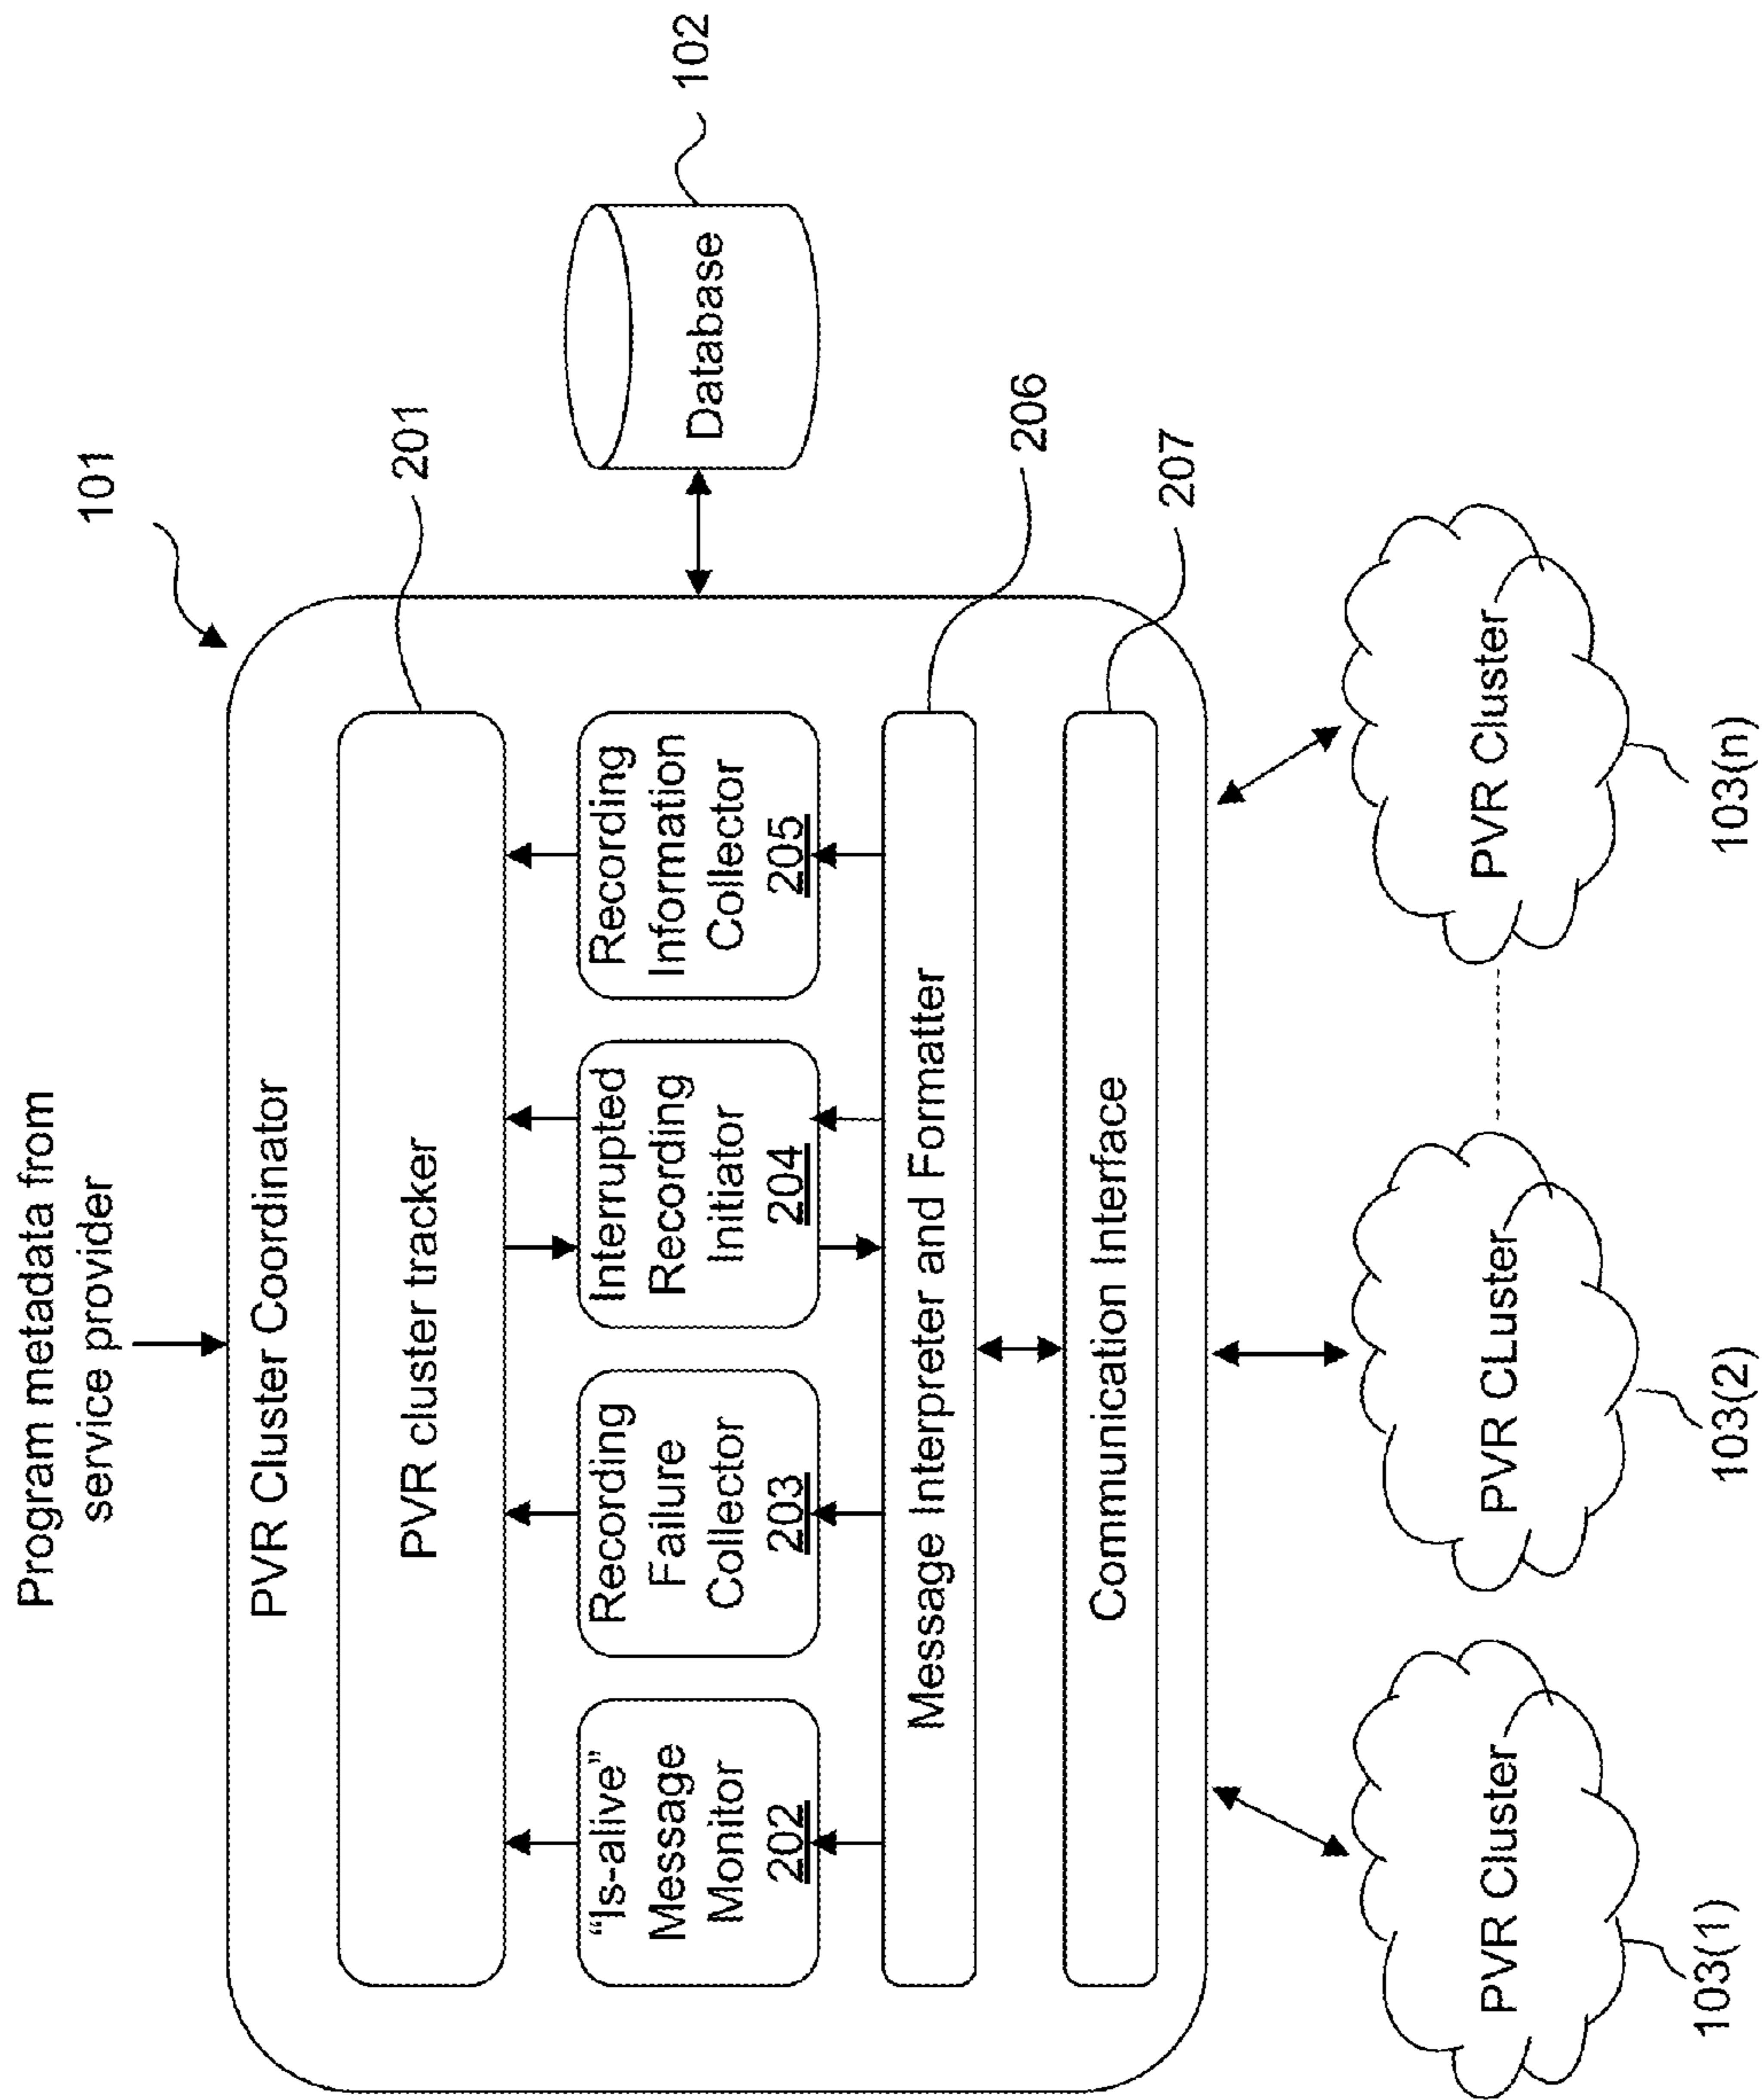 Program metadata from
service provider
101
PVR Cluster Coordinator
PVR cluster tracker
201
"Is-alive"
Message
Monitor
202
Recording
Failure
Collector
203
Interrupted
Recording
Initiator
204
Recording
Information
Collector
205
Database
102
Message Interpreter and Formatter
206
Communication Interface
207
PVR Cluster
103(1)
PVR CLuster
103(2)
PVR Cluster
103(n)